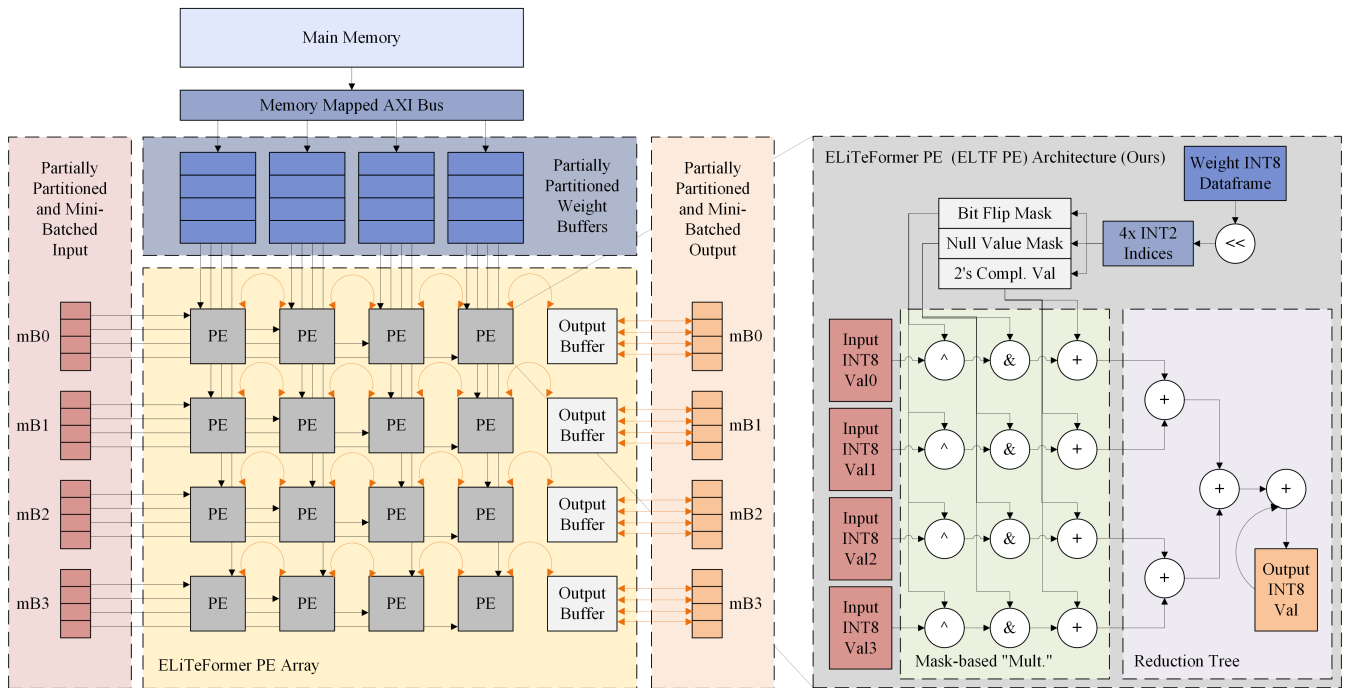 Main Memory
Memory Mapped AXI Bus
Partially
Partitioned
and Mini-
Batched
Input
Partially
Partitioned
Weight
Buffers
Partially
Partitioned
and Mini-
Batched
Output
mB0
PE
PE
PE
PE
Output
Buffer
mB0
mB1
PE
PE
PE
PE
Output
Buffer
mB1
mB2
PE
PE
PE
PE
Output
Buffer
mB2
mB3
PE
PE
PE
PE
Output
Buffer
mB3
ELiTeFormer PE Array
ELiTeFormer PE (ELTF PE) Architecture (Ours)
Weight INT8
Dataframe
<<
4x INT2
Indices
Bit Flip Mask
Null Value Mask
2's Compl. Val
Input
INT8
Val0
^
&
+
Input
INT8
Val1
^
&
+
Input
INT8
Val2
^
&
+
Input
INT8
Val3
^
&
+
Mask-based "Mult."
+
+
+
+
Output
INT8
Val
Reduction Tree